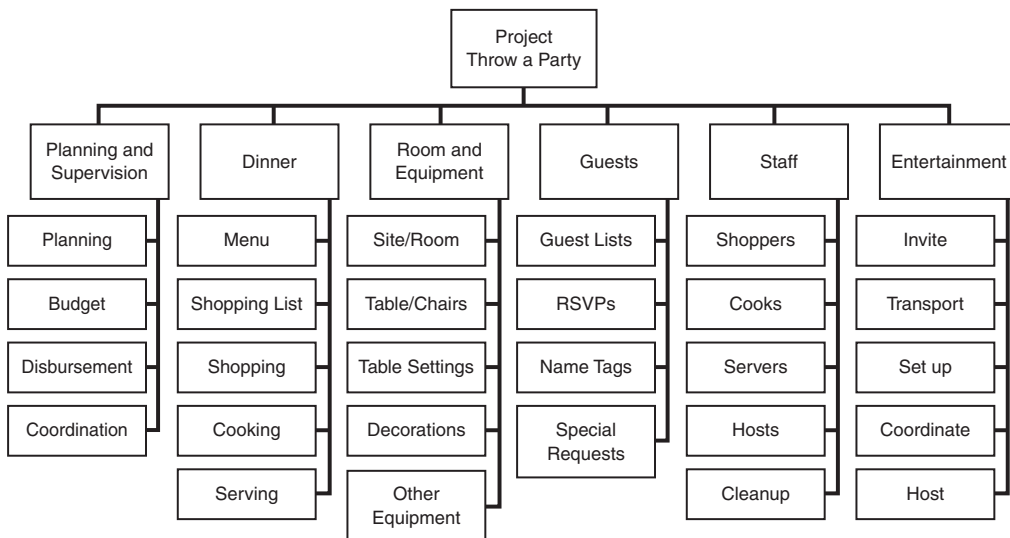 Project
Throw a Party
Planning and
Supervision
Planning
Budget
Disbursement
Coordination
Dinner
Menu
Shopping List
Shopping
Cooking
Serving
Room and
Equipment
Site/Room
Table/Chairs
Table Settings
Decorations
Other
Equipment
Guests
Guest Lists
RSVPs
Name Tags
Special
Requests
Staff
Shoppers
Cooks
Servers
Hosts
Cleanup
Entertainment
Invite
Transport
Set up
Coordinate
Host